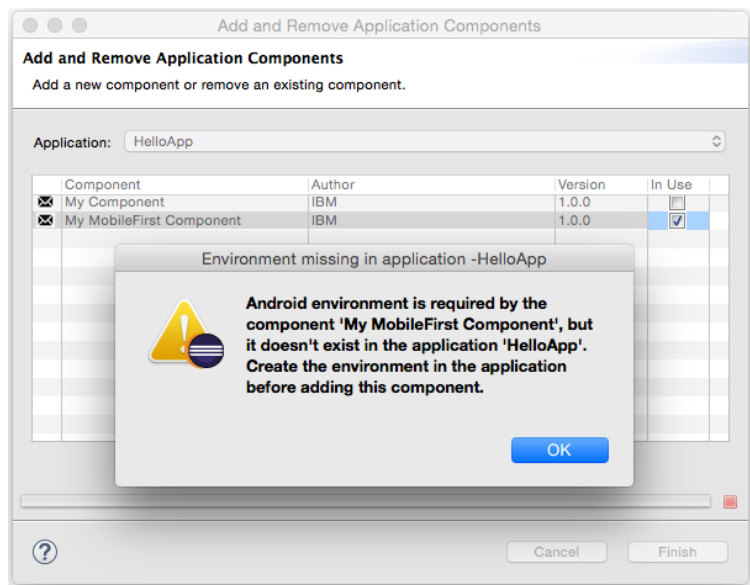 Add and Remove Application Components
Add and Remove Application Components
Add a new component or remove an existing component.
Application: HelloApp
Component Author Version In Use
My Component IBM 1.0.0
My MobileFirst Component IBM 1.0.0
Environment missing in application -HelloApp
Android environment is required by the
component 'My MobileFirst Component', but
it doesn't exist in the application 'HelloApp'.
Create the environment in the application
before adding this component.
OK
? Cancel Finish